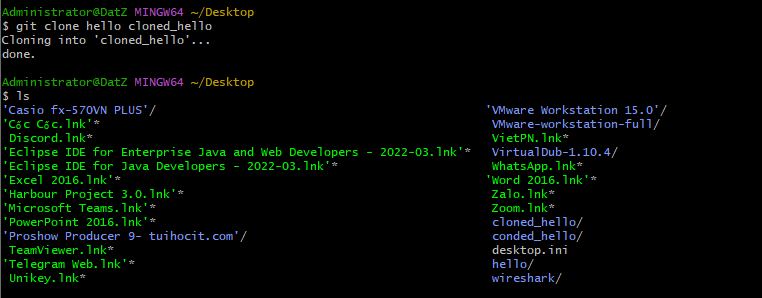 Administrator@DatZ MINGW64 ~/Desktop
$ git clone hello cloned_hello
Cloning into 'cloned_hello'...
done.
Administrator@DatZ MINGW64 ~/Desktop
$ ls
'Casio fx-570VN PLUS'/ 'VMware Workstation 15.0'/
'Cốc Cốc.lnk'* VMware-workstation-full/
Discord.lnk* VietPN.lnk*
'Eclipse IDE for Enterprise Java and Web Developers - 2022-03.lnk'* VirtualDub-1.10.4/
'Eclipse IDE for Java Developers - 2022-03.lnk'* WhatsApp.lnk*
'Excel 2016.lnk'* 'Word 2016.lnk'*
'Harbour Project 3.0.lnk'* Zalo.lnk*
'Microsoft Teams.lnk'* Zoom.lnk*
'PowerPoint 2016.lnk'* cloned_hello/
'Proshow Producer 9- tuihocit.com'/ conded_hello/
TeamViewer.lnk* desktop.ini
'Telegram Web.lnk'* hello/
Unikey.lnk* wireshark/